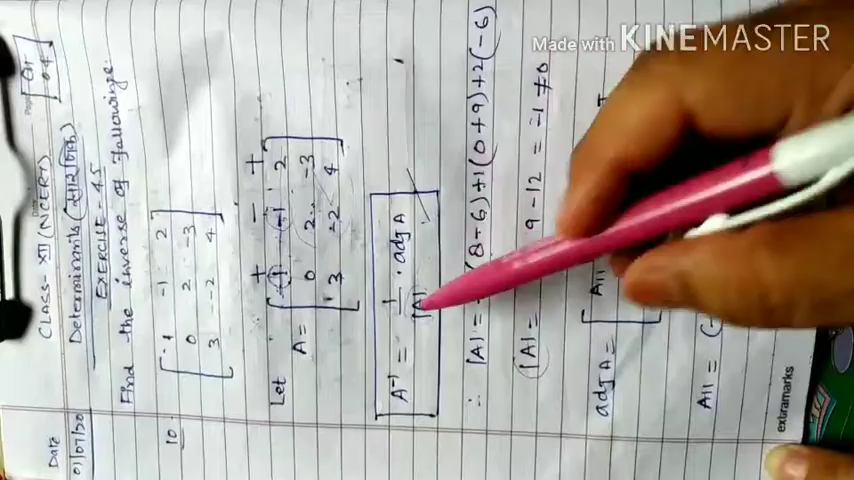 Made with KINEMASTER
Date
01/07/20
CLASS- XII (NCERT)
Determinants
EXERCISE - 4.5
Find the inverse of following:
10. [1 -1 2
0 2 -3
3 -2 4]
Let A = [1 -1 2
0 2 -3
3 -2 4]
+ - +
A⁻¹ = 1/|A| . adj A
∴ |A| = (8-6)+1(0+9)+2(-6)
|A| = 9-12 = -1 ≠0
adj A = [A11
A11 = (-
extramarks